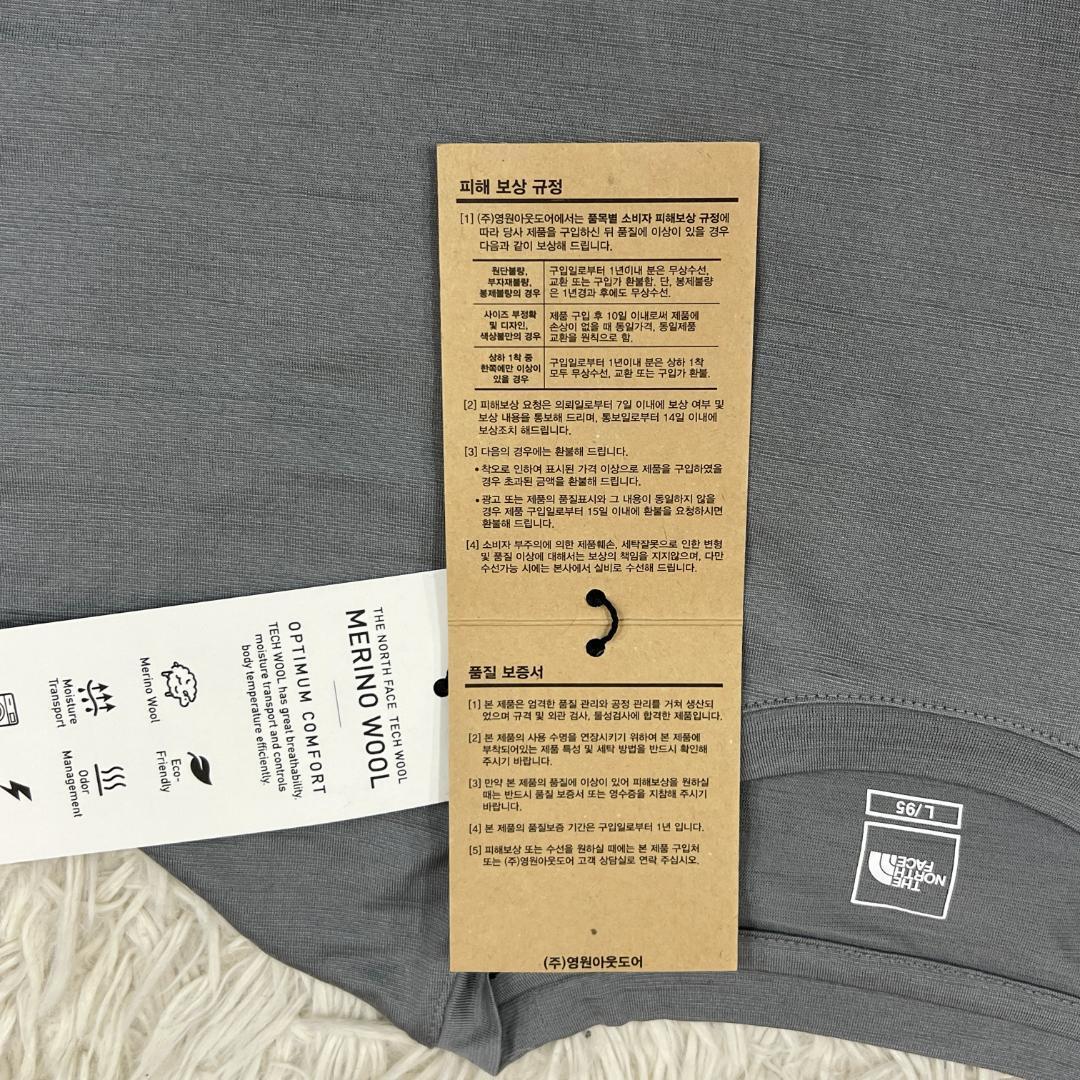 피해 보상 규정
[1] (주)영원아웃도어에서는 품목별 소비자 피해보상 규정에
따라 당사 제품을 구입하신 뒤 품질에 이상이 있을 경우
다음과 같이 보상해 드립니다.
원단불량,
부자재불량,
봉제불량의 경우
구입일로부터 1년이내 분은 무상수선,
교환 또는 구입가 환불함. 단, 봉제불량
은 1년경과 후에도 무상수선.
사이즈 부정확
및 디자인,
색상불만의 경우
제품 구입 후 10일 이내로써 제품에
손상이 없을 때 동일가격, 동일제품
교환을 원칙으로 함.
상하 1착 중
한쪽에만 이상이
있을 경우
구입일로부터 1년이내 분은 상하 1착
모두 무상수선, 교환 또는 구입가 환불.
[2] 피해보상 요청은 의뢰일로부터 7일 이내에 보상 여부 및
보상 내용을 통보해 드리며, 통보일로부터 14일 이내에
보상조치 해드립니다.
[3] 다음의 경우에는 환불해 드립니다.
• 착오로 인하여 표시된 가격 이상으로 제품을 구입하였을
경우 초과된 금액을 환불해 드립니다.
• 광고 또는 제품의 품질표시와 그 내용이 동일하지 않을
경우 제품 구입일로부터 15일 이내에 환불을 요청하시면
환불해 드립니다.
[4] 소비자 부주의에 의한 제품훼손, 세탁잘못으로 인한 변형
및 품질 이상에 대해서는 보상의 책임을 지지않으며, 다만
수선가능 시에는 본사에서 실비로 수선해 드립니다.
품질 보증서
[1] 본 제품은 엄격한 품질 관리와 공정 관리를 거쳐 생산되
었으며 규격 및 외관 검사, 물성검사에 합격한 제품입니다.
[2] 본 제품의 사용 수명을 연장시키기 위하여 본 제품에
부착되어있는 제품 특성 및 세탁 방법을 반드시 확인해
주시기 바랍니다.
[3] 만약 본 제품의 품질에 이상이 있어 피해보상을 원하실
때는 반드시 품질 보증서 또는 영수증을 지참해 주시기
바랍니다.
[4] 본 제품의 품질보증 기간은 구입일로부터 1년 입니다.
[5] 피해보상 또는 수선을 원하실 때에는 본 제품 구입처
또는 (주)영원아웃도어 고객 상담실로 연락 주십시오.
(주)영원아웃도어
THE NORTH FACE TECH WOOL
MERINO WOOL
OPTIMUM COMFORT
TECH WOOL has great breathability,
moisture transport and controls
body temperature efficiently.
Merino Wool
Eco-
Friendly
Moisture
Transport
Odor
Management
L/95
THE
NORTH
FACE